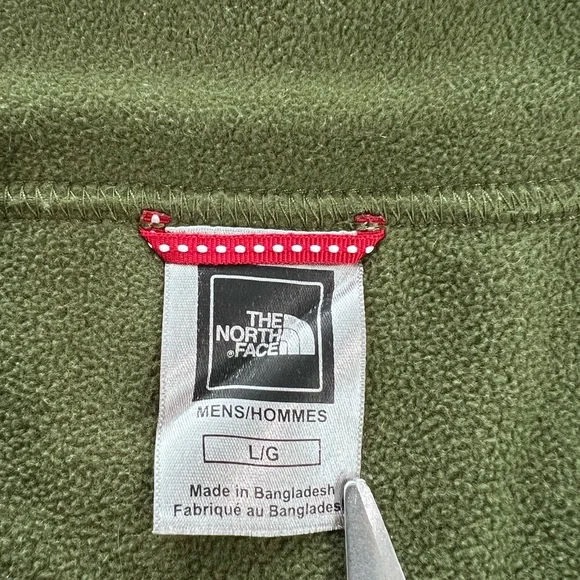 THE
NORTH
®FACE
MENS/HOMMES
L/G
Made in Bangladesh
Fabriqué au Banglades